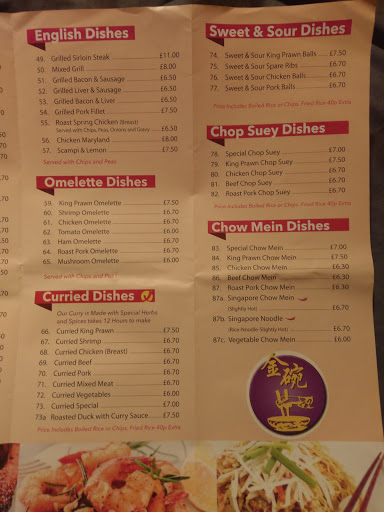 English Dishes
49. Grilled Sirloin Steak £11.00
50. Mixed Grill £8.00
51. Grilled Bacon & Sausage £6.50
52. Grilled Liver & Sausage £6.50
53. Grilled Bacon & Liver £6.50
54. Grilled Pork Fillet £7.50
55. Roast Spring Chicken (Breast)
Served with Chips, Peas, Onions and Gravy £6.50
56. Chicken Maryland £8.00
57. Scampi & Lemon £7.50
Served with Chips and Peas
Omelette Dishes
59. King Prawn Omelette £7.50
60. Shrimp Omelette £6.70
61. Chicken Omelette £6.70
62. Tomato Omelette £6.00
63. Ham Omelette £6.70
64. Roast Pork Omelette £6.70
65. Mushroom Omelette £6.00
Served with Chips and
Curried Dishes
Our Curry is Made with Special Herbs
and Spices takes 12 Hours to make
66. Curried King Prawn £7.50
67. Curried Shrimp £6.70
68. Curried Chicken (Breast) £6.70
69. Curried Beef £6.70
70. Curried Pork £6.70
71. Curried Mixed Meat £6.70
72. Curried Vegetables £6.00
73. Curried Special £7.00
73a Roasted Duck with Curry Sauce £7.50
Price Includes Boiled Rice or Chips, Fried Rice 40p Extra
Sweet & Sour Dishes
74. Sweet & Sour King Prawn Balls £7.50
75. Sweet & Sour Spare Ribs £6.70
76. Sweet & Sour Chicken Balls £6.70
77. Sweet & Sour Pork Balls £6.70
Price Includes Boiled Rice or Chips, Fried Rice 40p Extra
Chop Suey Dishes
78. Special Chop Suey £7.00
79. King Prawn Chop Suey £7.50
80. Chicken Chop Suey £6.70
81. Beef Chop Suey £6.70
82. Roast Pork Chop Suey £6.70
Price Includes Boiled Rice or Chips, Fried Rice 40p Extra
Chow Mein Dishes
83. Special Chow Mein £7.00
84. King Prawn Chow Mein £7.50
85. Chicken Chow Mein £6.30
86. Beef Chow Mein £6.30
87. Roast Pork Chow Mein £6.30
87a. Singapore Chow Mein
(Slightly Hot) £6.70
87b. Singapore Noodle
(Rice Noodle-Slightly Hot) £6.70
87c. Vegetable Chow Mein £6.00
金碗